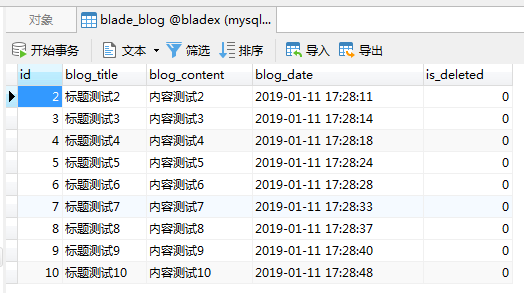 对象 blade_blog @bladex (mysql...
开始事务 文本 筛选 排序 导入 导出
id blog_title blog_content blog_date is_deleted
2 标题测试2 内容测试2 2019-01-11 17:28:11 0
3 标题测试3 内容测试3 2019-01-11 17:28:14 0
4 标题测试4 内容测试4 2019-01-11 17:28:18 0
5 标题测试5 内容测试5 2019-01-11 17:28:24 0
6 标题测试6 内容测试6 2019-01-11 17:28:28 0
7 标题测试7 内容测试7 2019-01-11 17:28:33 0
8 标题测试8 内容测试8 2019-01-11 17:28:37 0
9 标题测试9 内容测试9 2019-01-11 17:28:40 0
10 标题测试10 内容测试10 2019-01-11 17:28:48 0